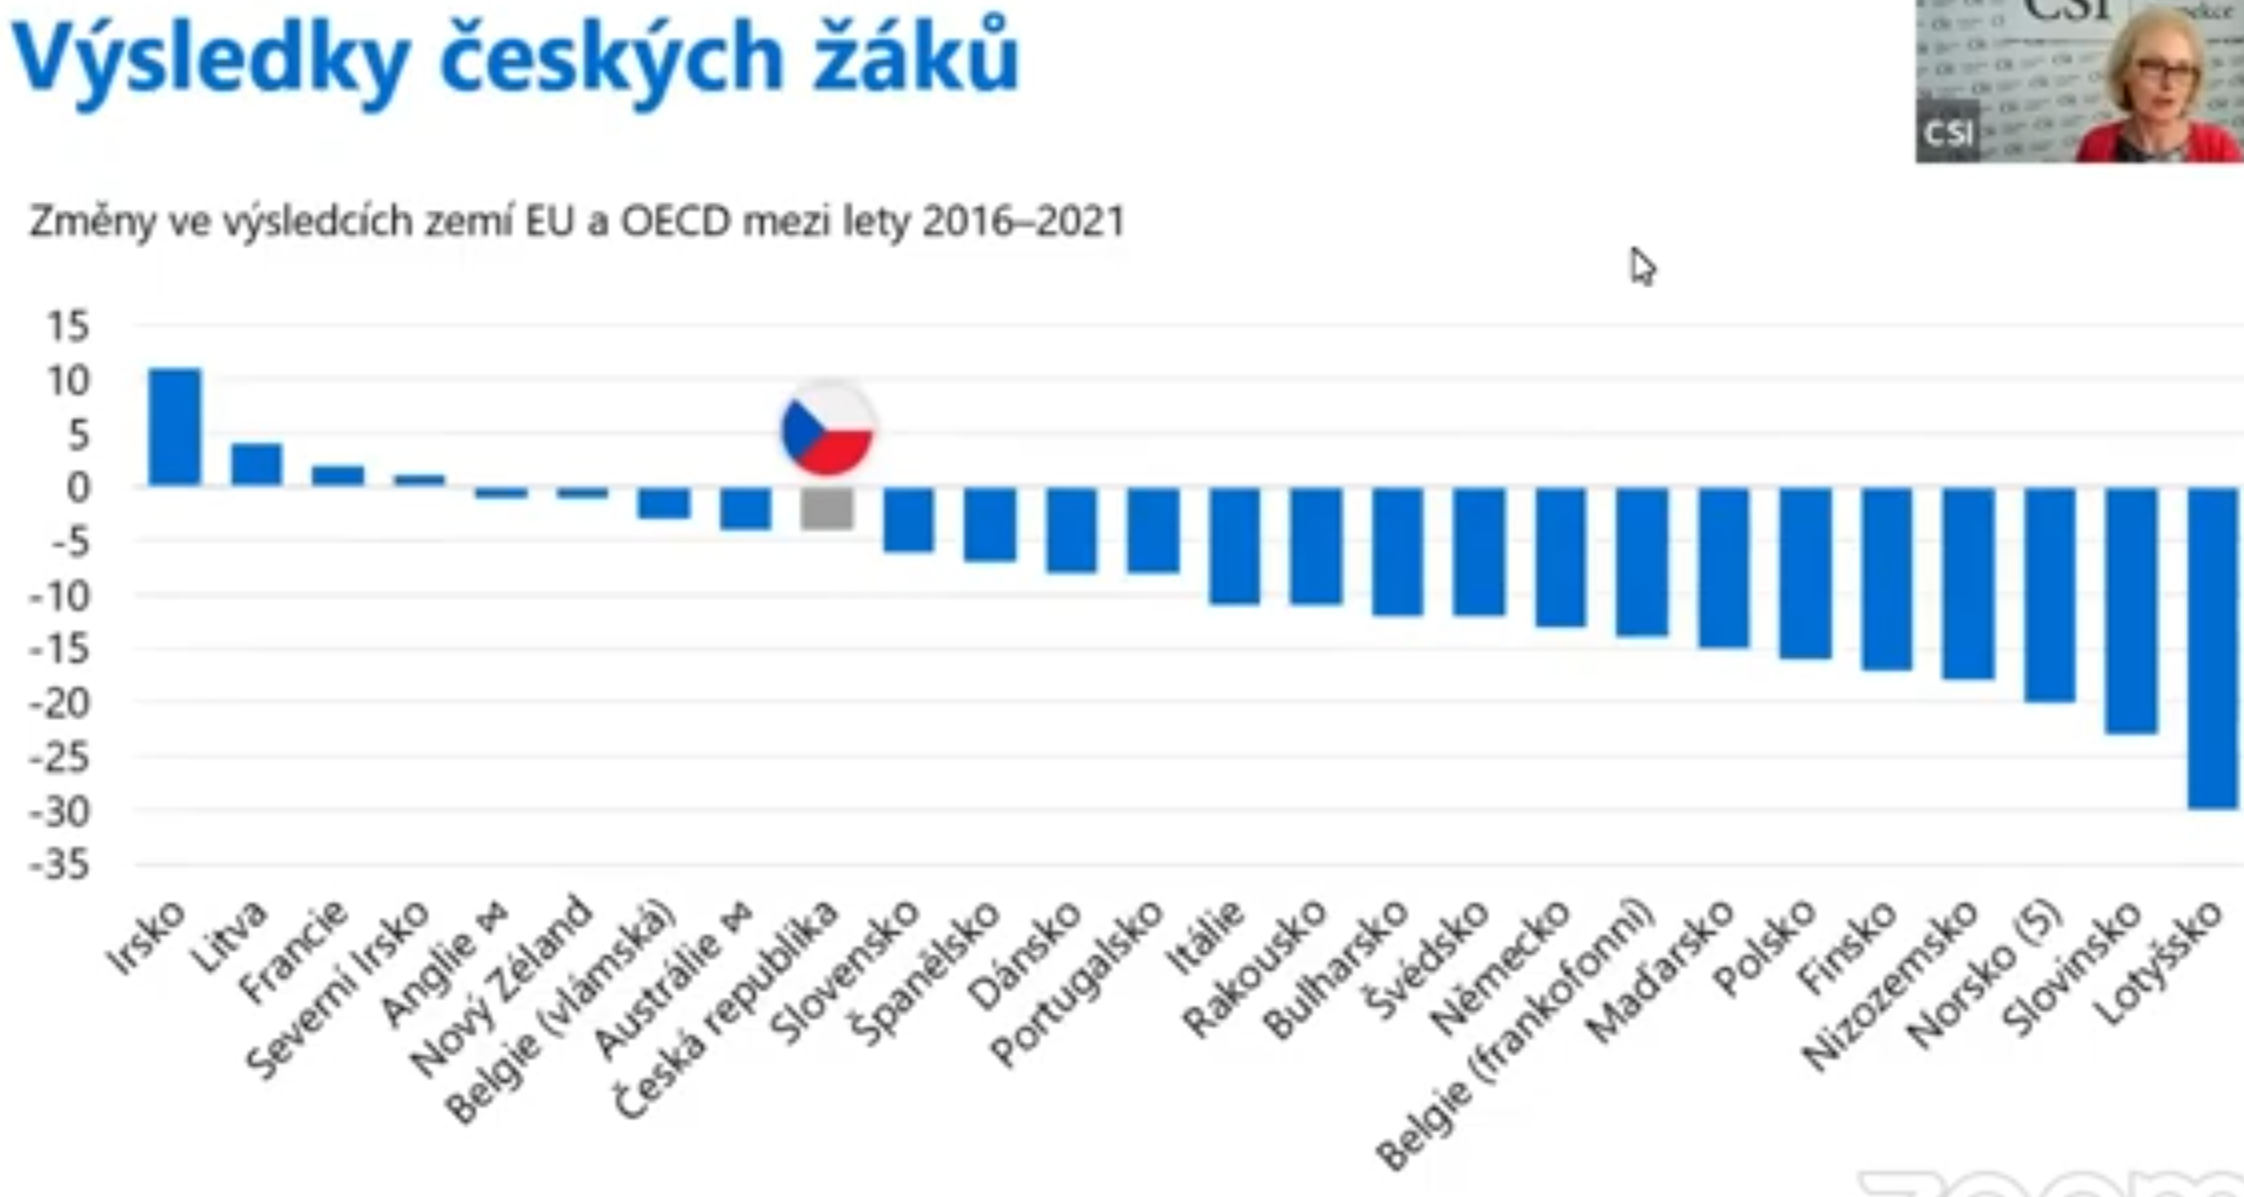 Výsledky českých žáků
CSI
CSI
Změny ve výsledcích zemí EU a OECD mezi lety 2016–2021
15
10
5
0
-5
-10
-15
-20
-25
-30
-35
Irsko
Litva
Francie
Severní Irsko
Anglie ⋈
Nový Zéland
Belgie (vlámská)
Austrálie ⋈
Česká republika
Slovensko
Španělsko
Dánsko
Portugalsko
Itálie
Rakousko
Bulharsko
Švédsko
Německo
Belgie (frankofonní)
Maďarsko
Polsko
Finsko
Nizozemsko
Norsko (5)
Slovinsko
Lotyšsko
zoom